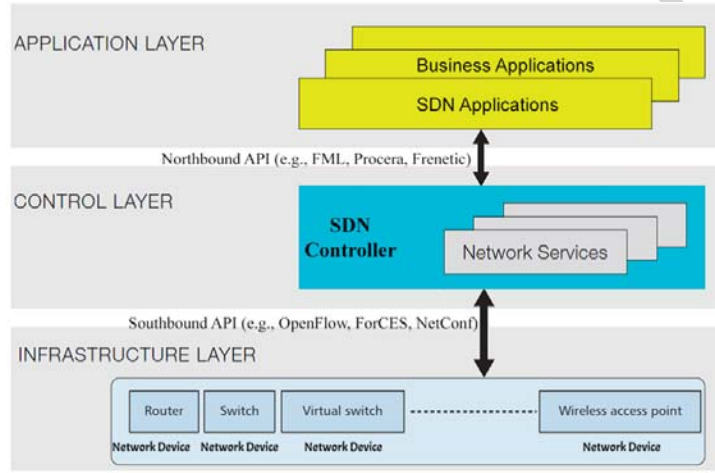 APPLICATION LAYER
Business Applications
SDN Applications
Northbound API (e.g., FML, Procera, Frenetic)
CONTROL LAYER
SDN
Controller
Network Services
Southbound API (e.g., OpenFlow, ForCES, NetConf)
INFRASTRUCTURE LAYER
Router Switch Virtual switch Wireless access point
Network Device Network Device Network Device Network Device